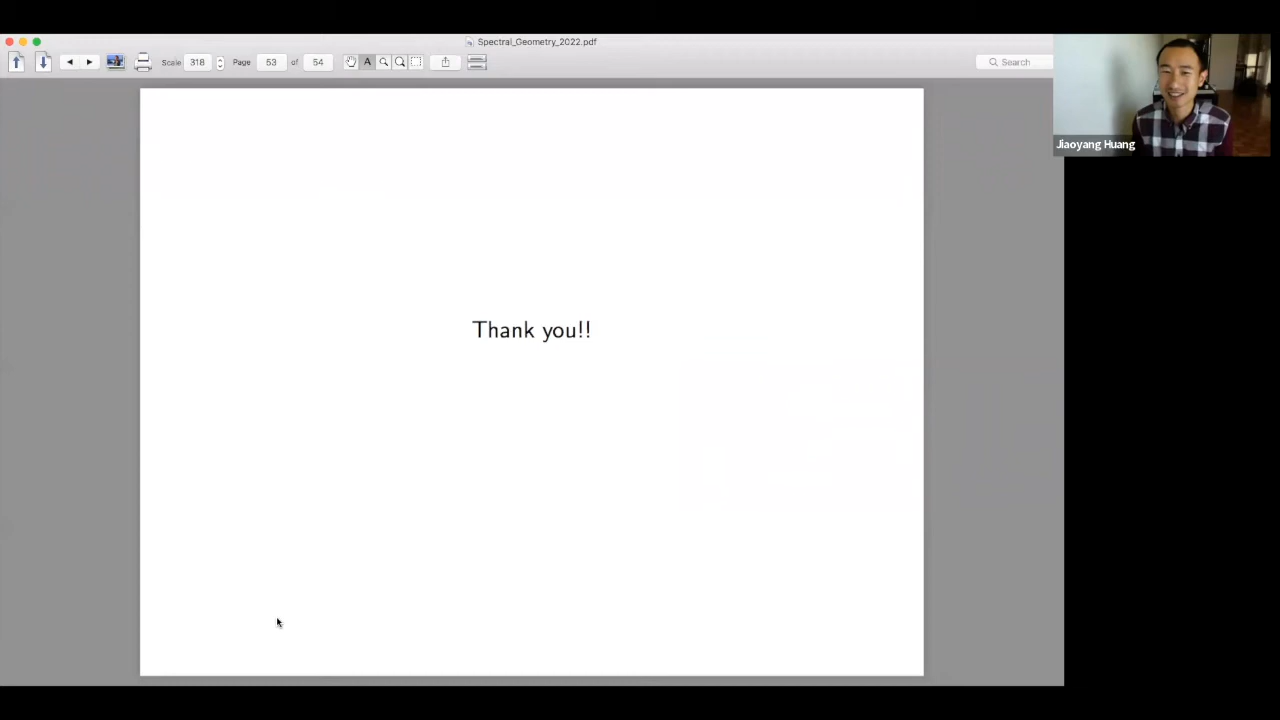 Spectral_Geometry_2022.pdf
Scale 318 Page 53 of 54 A Search
Jiaoyang Huang
Thank you!!